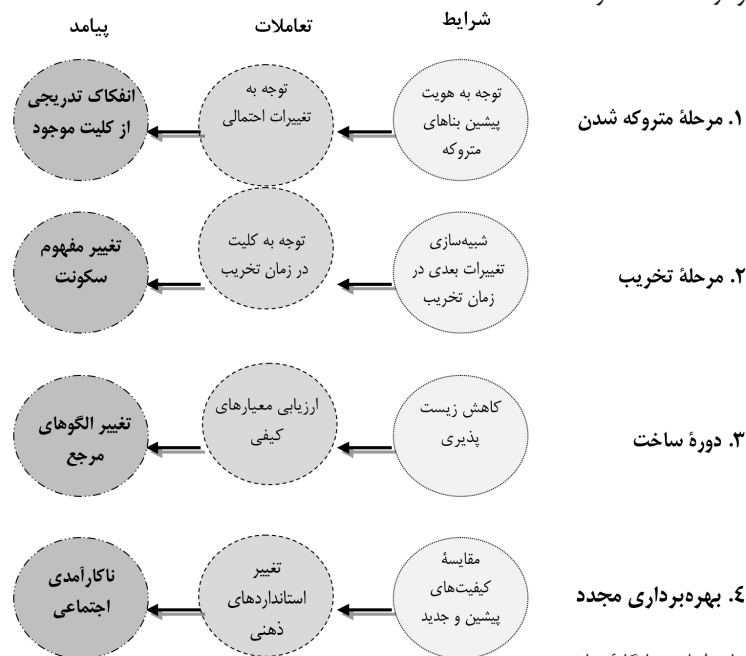 شرایط
تعاملات
پیامد
۱. مرحلهٔ متروکه شدن
توجه به هویت
پیشین بناهای
متروکه
توجه به
تغییرات احتمالی
انفکاک تدریجی
از کلیت موجود
۲. مرحلهٔ تخریب
شبیه‌سازی
تغییرات بعدی در
زمان تخریب
توجه به کلیت
در زمان تخریب
تغییر مفهوم
سکونت
۳. دورهٔ ساخت
کاهش زیست
پذیری
ارزیابی معیارهای
کیفی
تغییر الگوهای
مرجع
٤. بهره‌برداری مجدد
مقایسهٔ
کیفیت‌های
پیشین و جدید
تغییر
استانداردهای
ذهنی
ناکارآمدی
اجتماعی